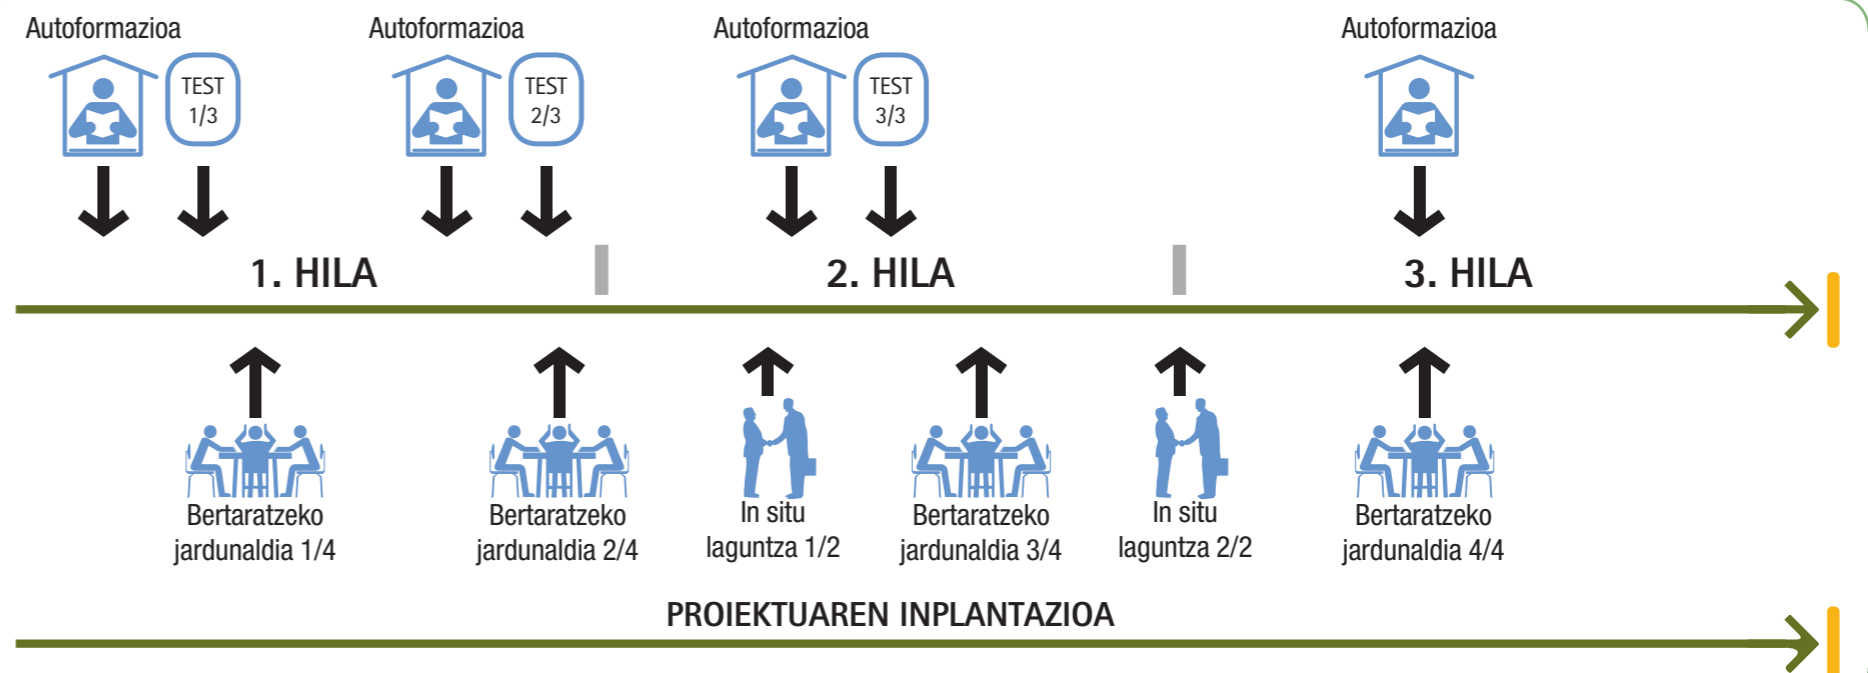 Autoformazioa
TEST
1/3
Autoformazioa
TEST
2/3
Autoformazioa
TEST
3/3
Autoformazioa
1. HILA
2. HILA
3. HILA
Bertaratzeko
jardunaldia 1/4
Bertaratzeko
jardunaldia 2/4
In situ
laguntza 1/2
Bertaratzeko
jardunaldia 3/4
In situ
laguntza 2/2
Bertaratzeko
jardunaldia 4/4
PROIEKTUAREN INPLANTAZIOA